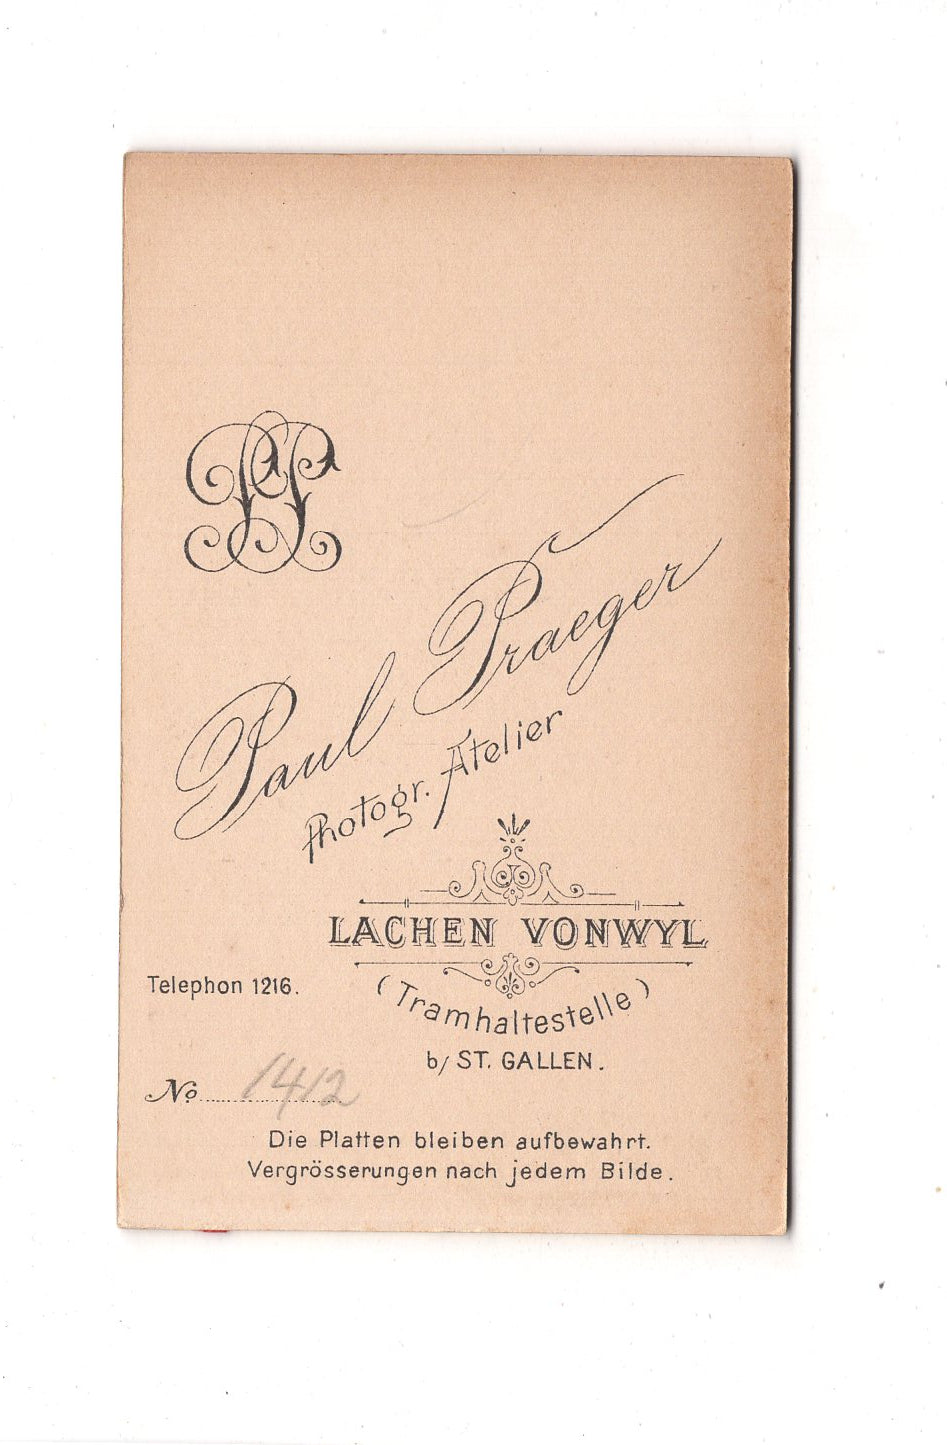 PP
Paul Praeger
Photogr. Atelier
LACHEN VONWYL
Telephon 1216.
(Tramhaltestelle)
b/ ST. GALLEN.
No. 1412
Die Platten bleiben aufbewahrt.
Vergrösserungen nach jedem Bilde.